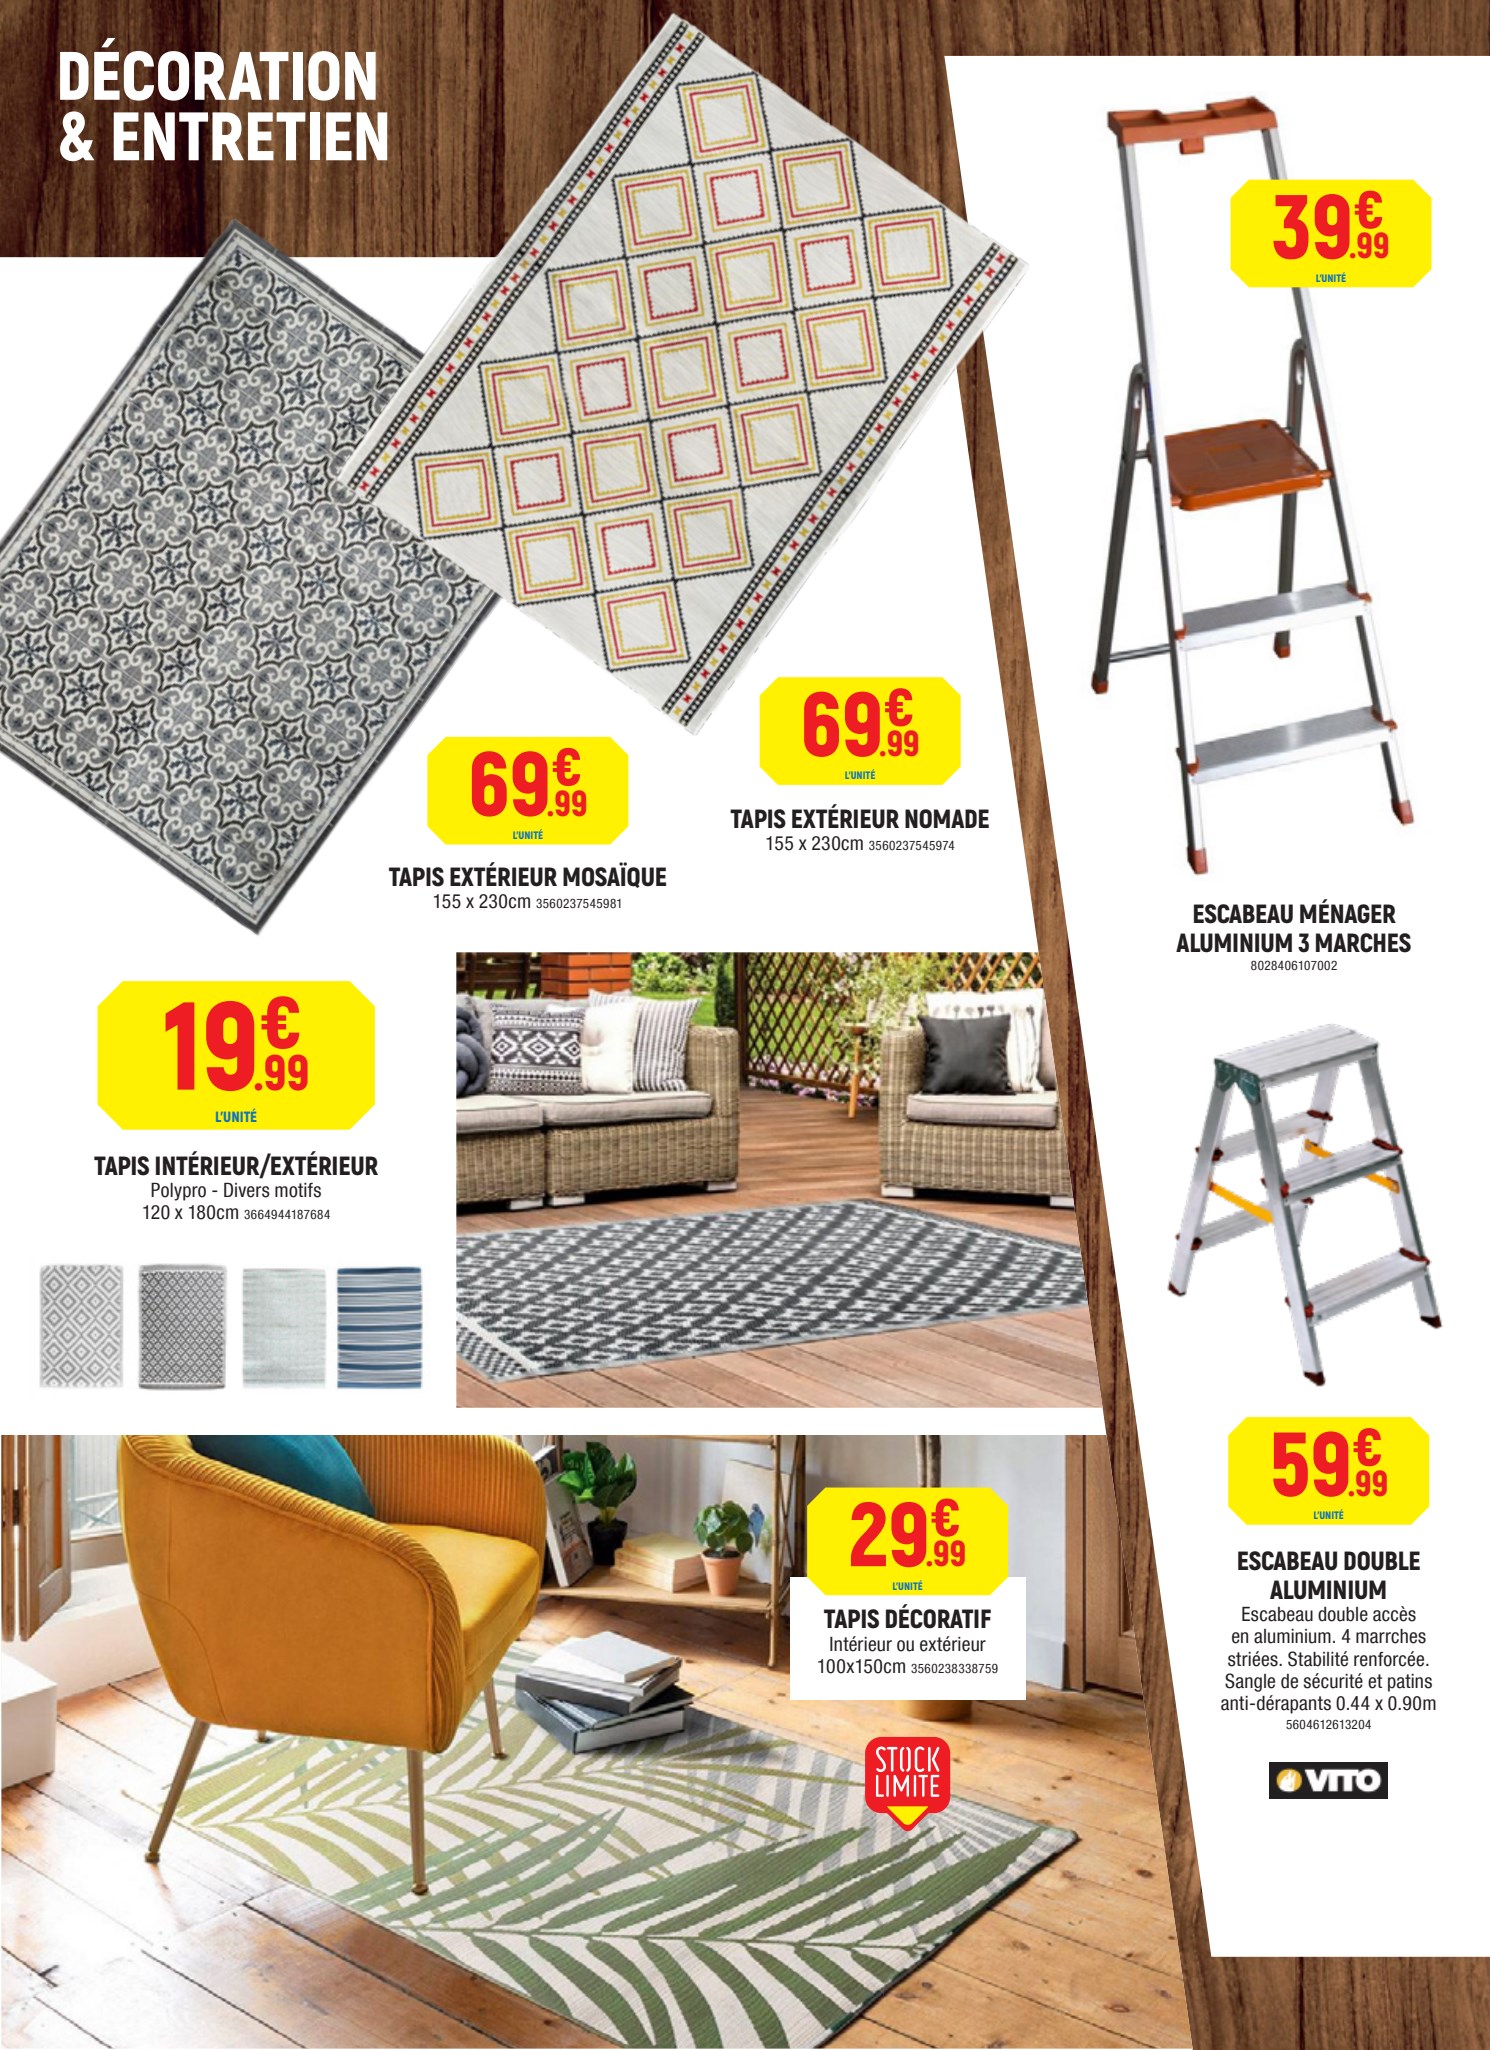 DÉCORATION
& ENTRETIEN
39€.99
L'UNITÉ
69€.99
L'UNITÉ
TAPIS EXTÉRIEUR NOMADE
155 x 230cm 3560237545974
69€.99
L'UNITÉ
TAPIS EXTÉRIEUR MOSAÏQUE
155 x 230cm 3560237545981
ESCABEAU MÉNAGER
ALUMINIUM 3 MARCHES
8028406107002
19€.99
L'UNITÉ
TAPIS INTÉRIEUR/EXTÉRIEUR
Polypro - Divers motifs
120 x 180cm 3664944187684
29€.99
L'UNITÉ
TAPIS DÉCORATIF
Intérieur ou extérieur
100x150cm 3560238338759
STOCK
LIMITE
59€.99
L'UNITÉ
ESCABEAU DOUBLE
ALUMINIUM
Escabeau double accès
en aluminium. 4 marrches
striées. Stabilité renforcée.
Sangle de sécurité et patins
anti-dérapants 0.44 x 0.90m
5604612613204
VITO